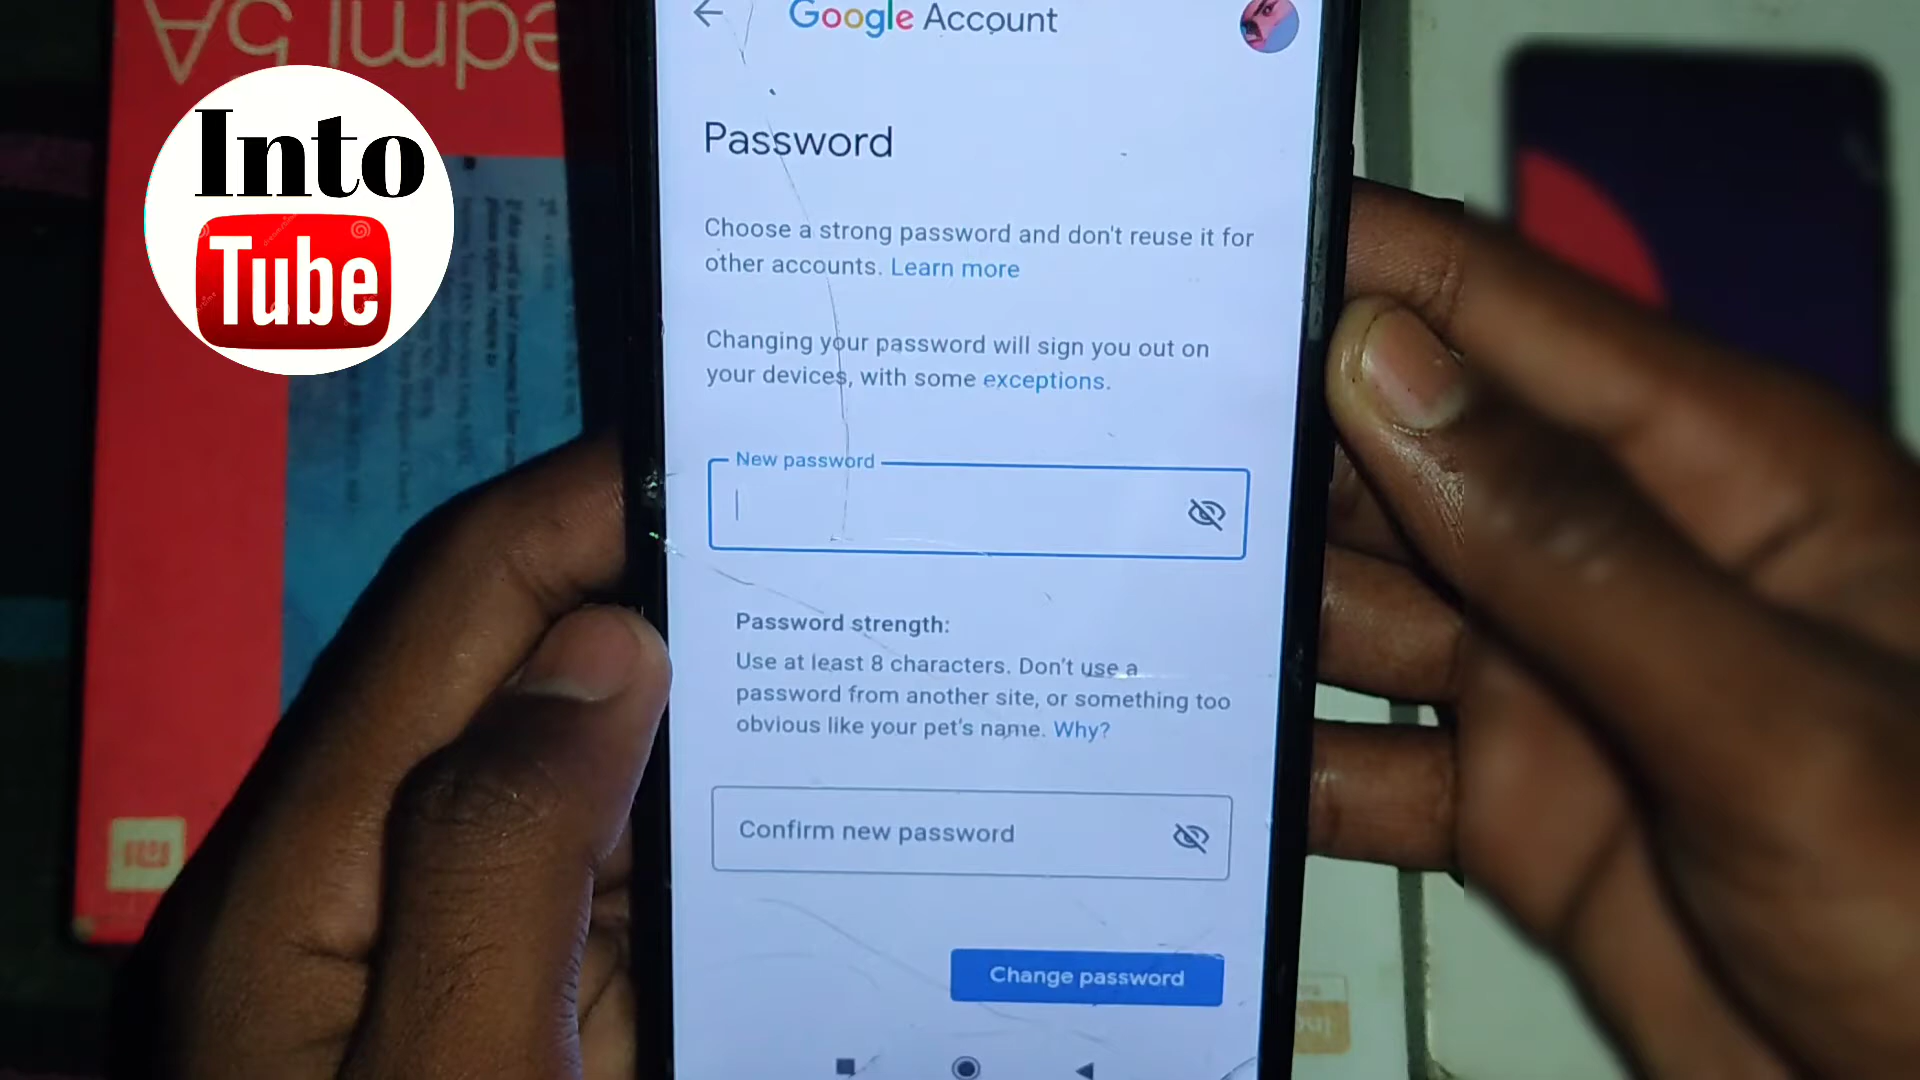 edmi 5A
Into
Tube
Google Account
Password
Choose a strong password and don't reuse it for
other accounts. Learn more
Changing your password will sign you out on
your devices, with some exceptions.
New password
Password strength:
Use at least 8 characters. Don't use a
password from another site, or something too
obvious like your pet's name. Why?
Confirm new password
Change password